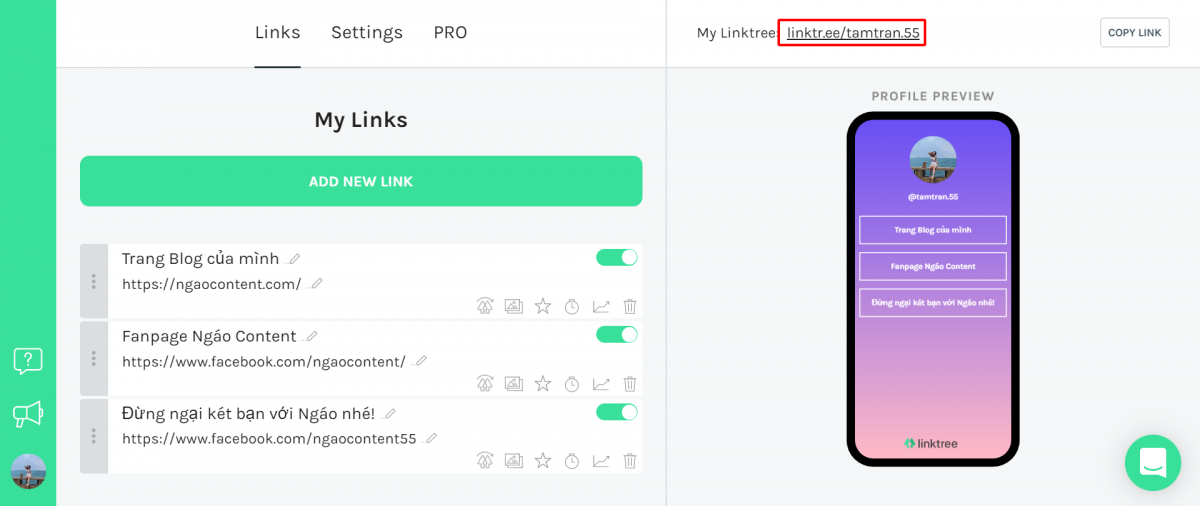 Links Settings PRO
My Linktree: linktr.ee/tamtran.55
COPY LINK
My Links
ADD NEW LINK
Trang Blog của mình
https://ngaocontent.com/
Fanpage Ngáo Content
https://www.facebook.com/ngaocontent/
Đừng ngại kết bạn với Ngáo nhé!
https://www.facebook.com/ngaocontent55
PROFILE PREVIEW
@tamtran.55
Trang Blog của mình
Fanpage Ngáo Content
Đừng ngại kết bạn với Ngáo nhé!
linktree